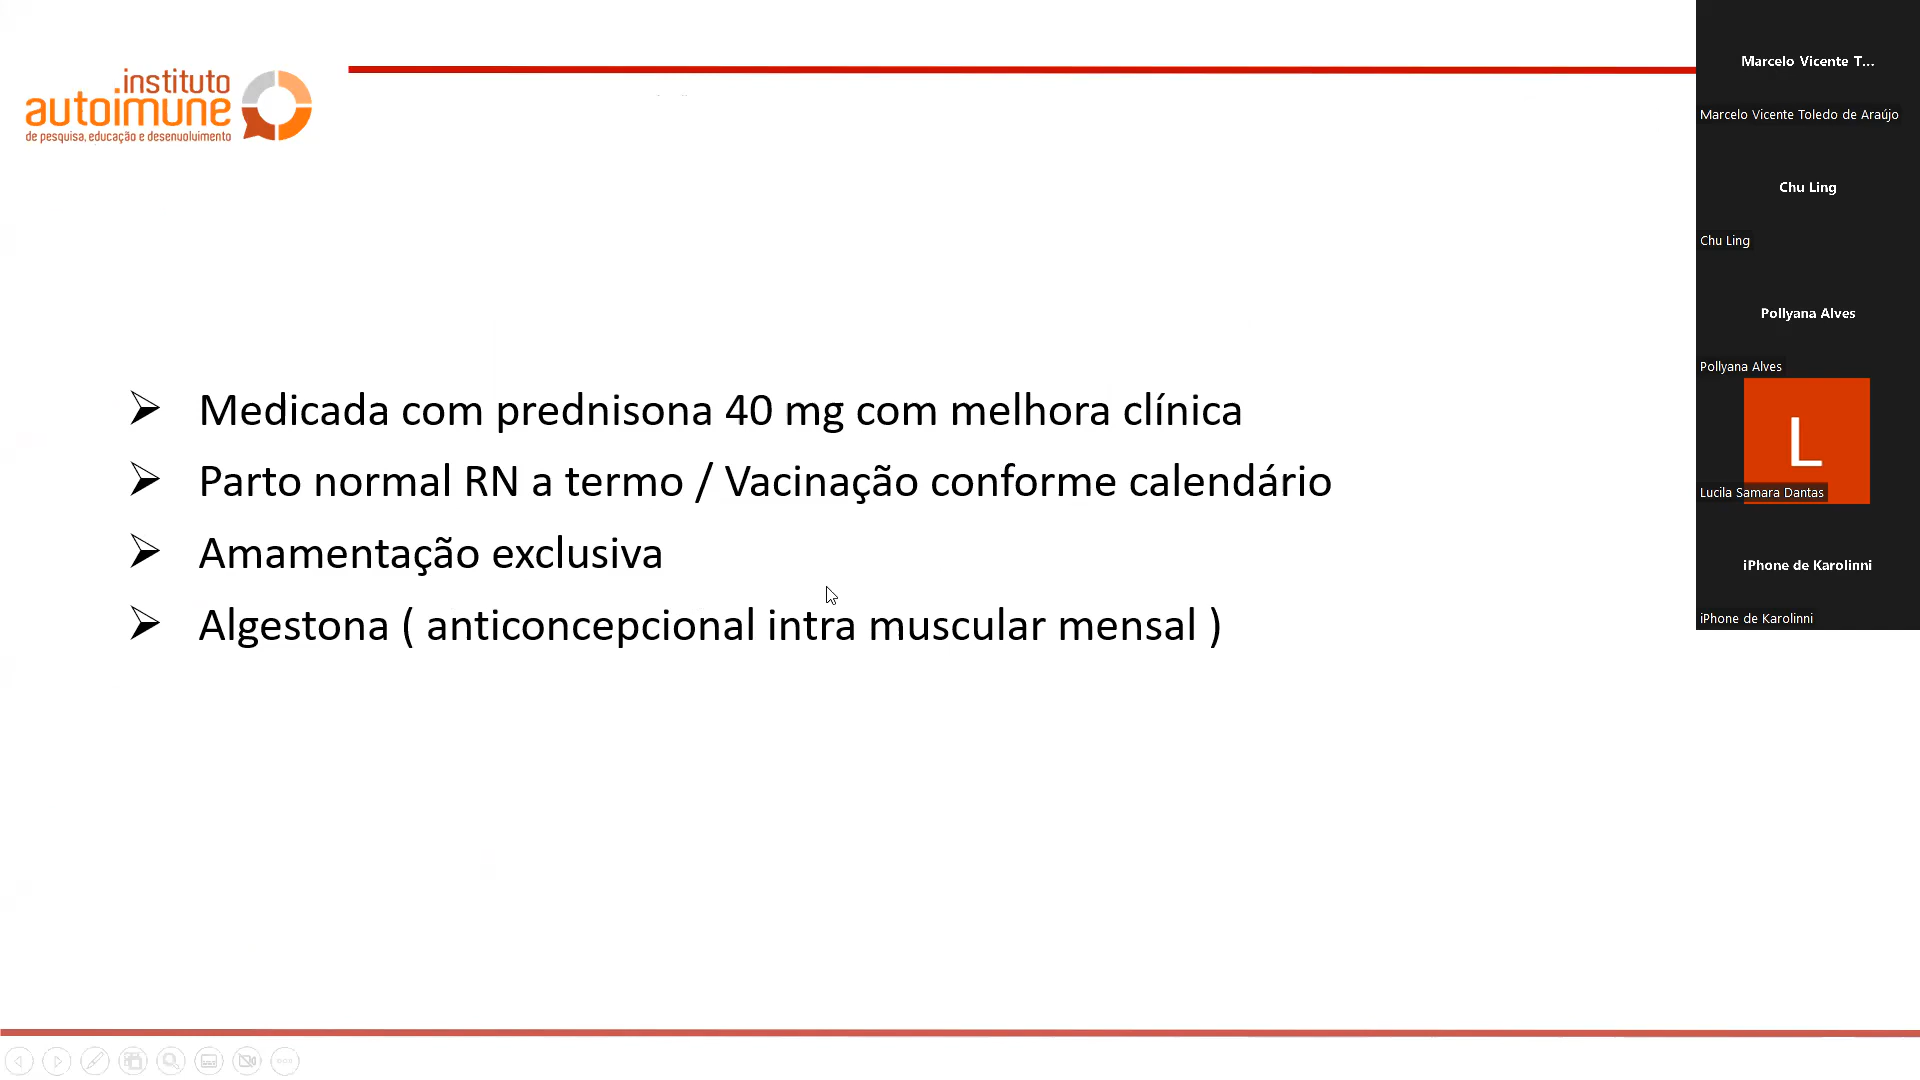 instituto
autoimune
de pesquisa, educação e desenvolvimento
Medicada com prednisona 40 mg com melhora clínica
Parto normal RN a termo / Vacinação conforme calendário
Amamentação exclusiva
Algestona ( anticoncepcional intra muscular mensal )
Marcelo Vicente T...
Marcelo Vicente Toledo de Araújo
Chu Ling
Chu Ling
Pollyana Alves
Pollyana Alves
L
Lucila Samara Dantas
iPhone de Karolinni
iPhone de Karolinni